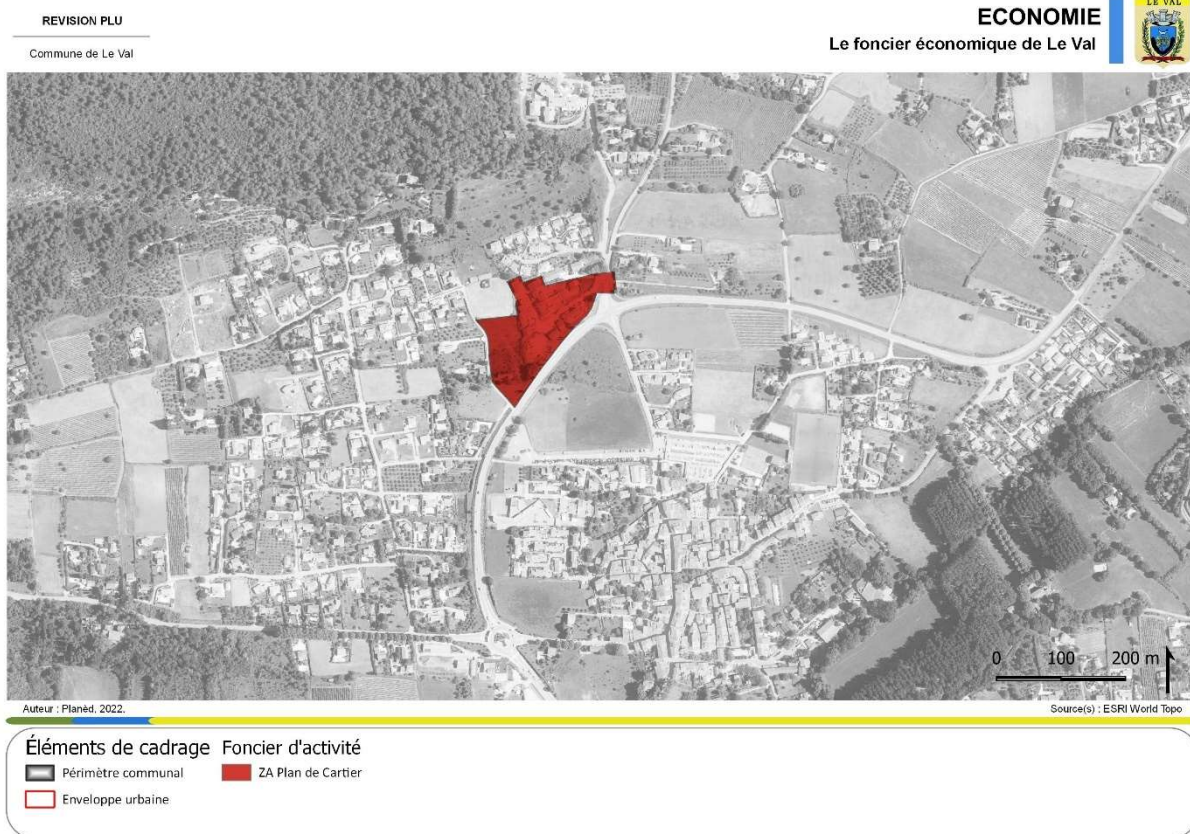 REVISION PLU
Commune de Le Val
ECONOMIE
Le foncier économique de Le Val
LE VAL
0 100 200 m
Auteur : Planèd, 2022.
Source(s) : ESRI World Topo
Éléments de cadrage
Périmètre communal
Enveloppe urbaine
Foncier d'activité
ZA Plan de Cartier